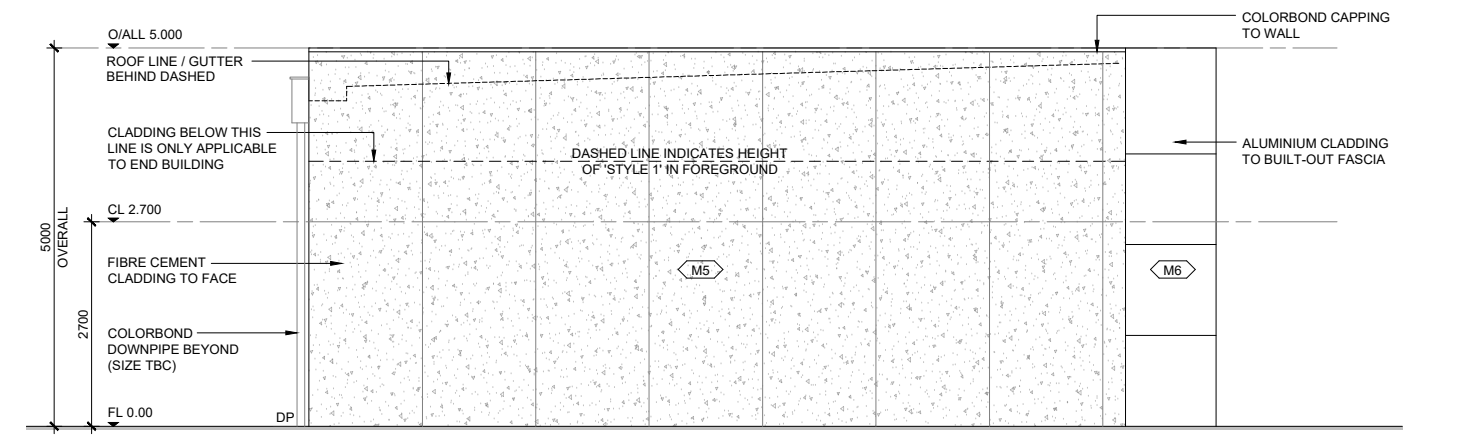 O/ALL 5.000
ROOF LINE / GUTTER
BEHIND DASHED
COLORBOND CAPPING
TO WALL
CLADDING BELOW THIS
LINE IS ONLY APPLICABLE
TO END BUILDING
DASHED LINE INDICATES HEIGHT
OF 'STYLE 1' IN FOREGROUND
ALUMINIUM CLADDING
TO BUILT-OUT FASCIA
CL 2.700
5000
OVERALL
FIBRE CEMENT
CLADDING TO FACE
M5
M6
2700
COLORBOND
DOWNPIPE BEYOND
(SIZE TBC)
FL 0.00
DP